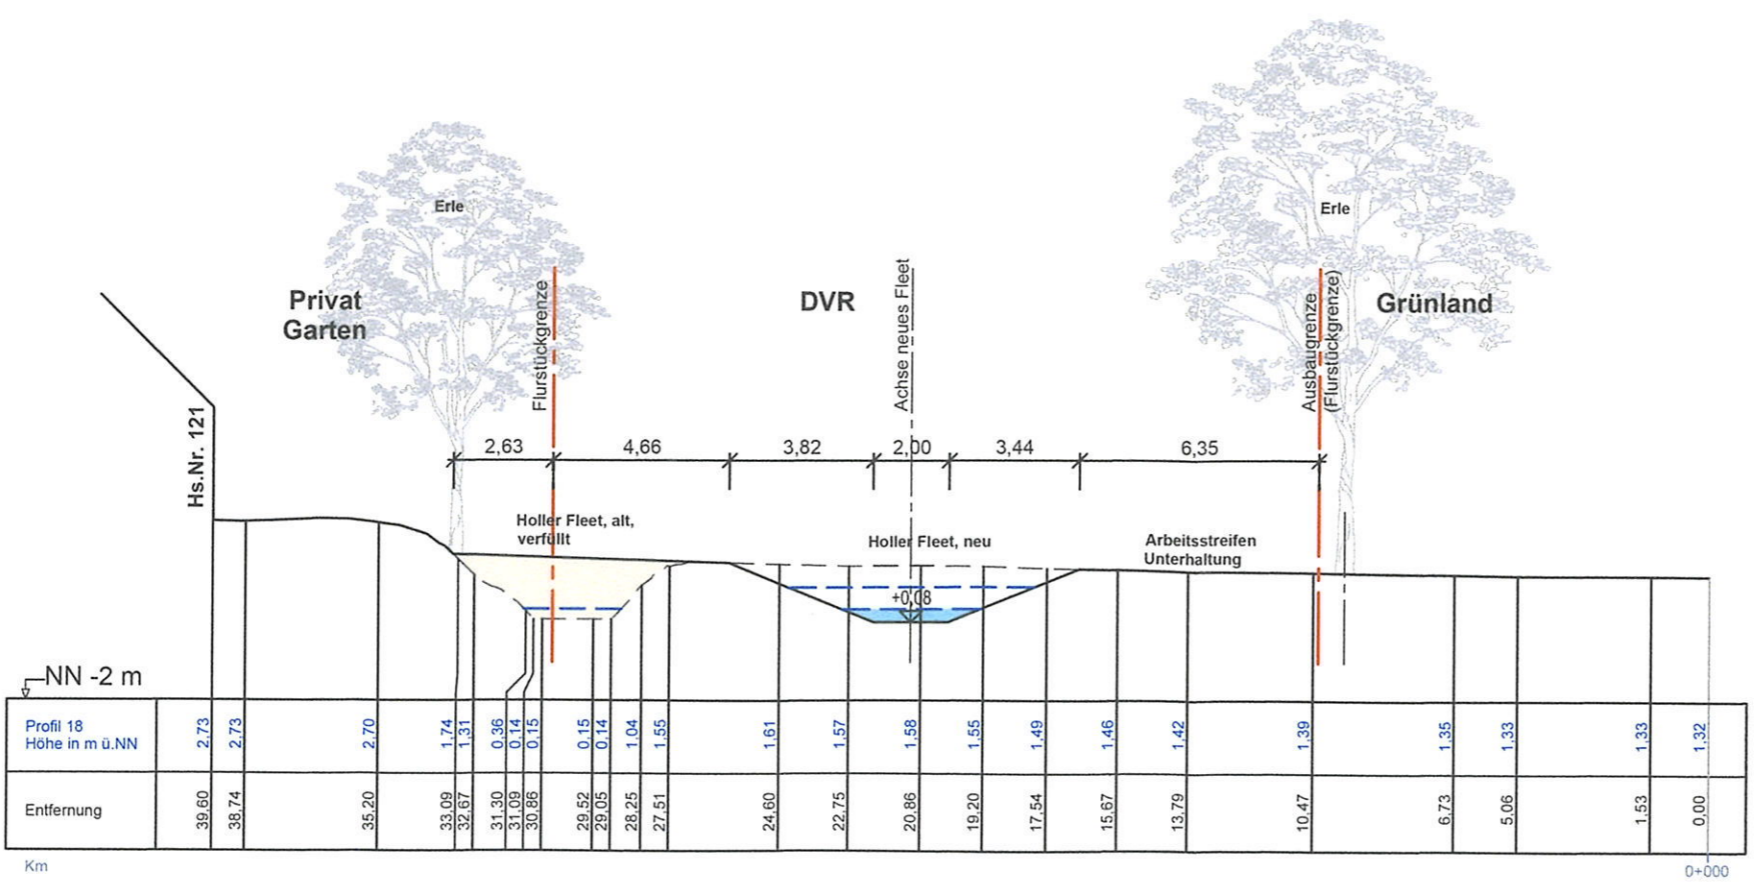 Erle
Erle
Privat
Garten
Flurstückgrenze
DVR
Achse neues Fleet
Ausbaugrenze
(Flurstückgrenze)
Grünland
Hs.Nr. 121
2,63
4,66
3,82
2,00
3,44
6,35
Holler Fleet, alt,
verfüllt
Holler Fleet, neu
Arbeitsstreifen
Unterhaltung
+0,08
NN -2 m
Profil 18
Höhe in m ü.NN
2,73
2,73
2,70
1,74
1,31
0,36
0,14
0,15
0,15
0,14
1,04
1,55
1,61
1,57
1,58
1,55
1,49
1,46
1,42
1,39
1,35
1,33
1,33
1,32
Entfernung
39,60
38,74
35,20
33,09
32,67
31,30
31,09
30,86
29,52
29,05
28,25
27,51
24,60
22,75
20,86
19,20
17,54
15,67
13,79
10,47
6,73
5,06
1,53
0,00
Km
0+000